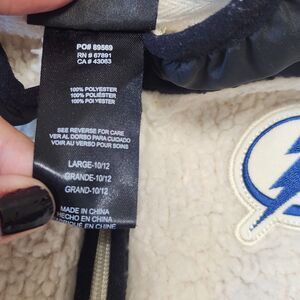 PO# 89569
RN # 67891
CA # 43063
100% POLYESTER
100% POLIÉSTER
100% POLYESTER
SEE REVERSE FOR CARE
VER AL DORSO PARA CUIDADO
VOIR AU VERSO POUR SOINS
LARGE-10/12
GRANDE-10/12
GRAND-10/12
MADE IN CHINA
HECHO EN CHINA
FABRIQUÉ EN CHINE